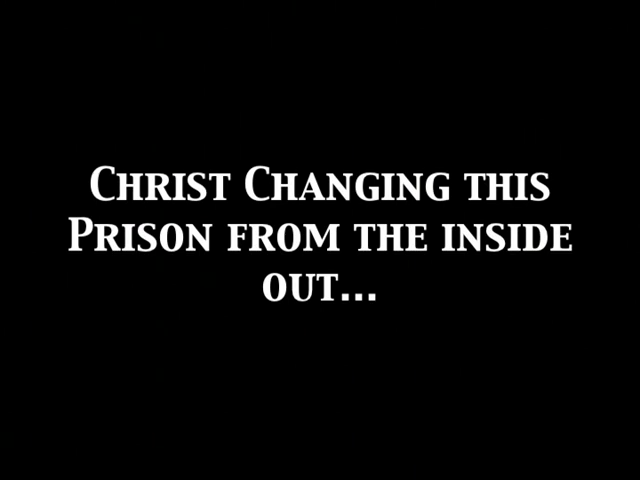 Christ Changing this
Prison from the inside
out...